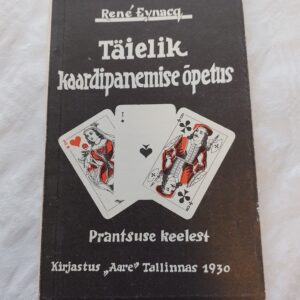 René Eynacq
Täielik
kaardipanemise õpetus
Prantsuse keelest
Kirjastus „Aare" Tallinnas 1930